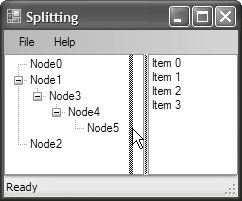 Splitting
File Help
Node0
Node1
Node3
Node4
Node5
Node2
Item 0
Item 1
Item 2
Item 3
Ready